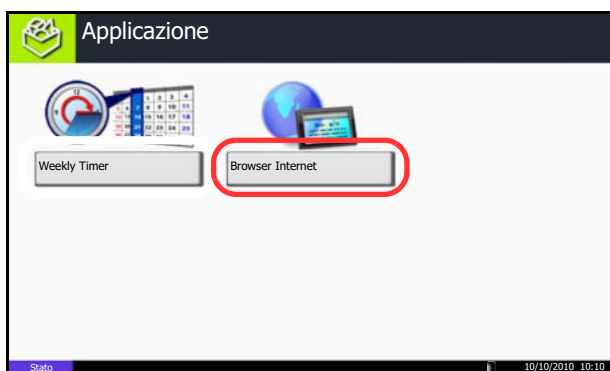 Applicazione
Weekly Timer
Browser Internet
Stato
10/10/2010 10:10